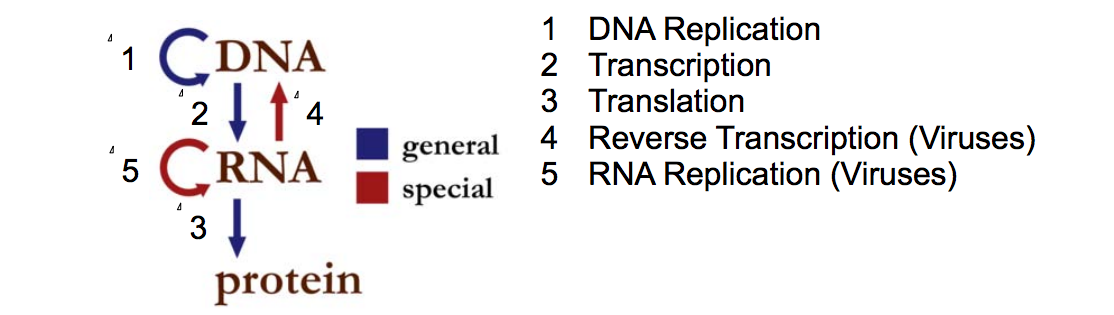 1 DNA
2 4
5 RNA
3
protein
general
special
1 DNA Replication
2 Transcription
3 Translation
4 Reverse Transcription (Viruses)
5 RNA Replication (Viruses)